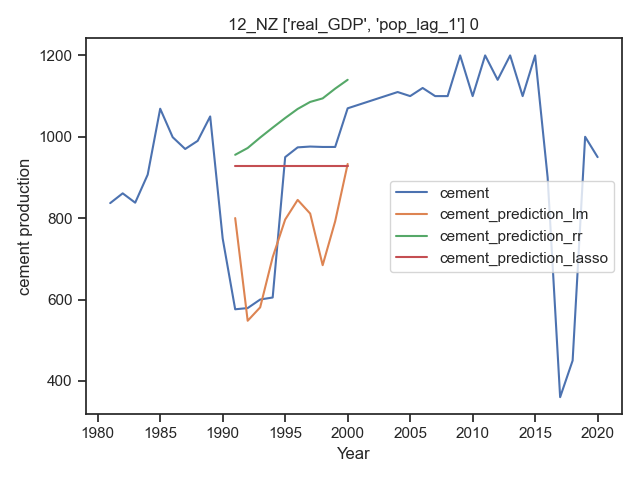 12_NZ ['real_GDP', 'pop_lag_1'] 0
1200
1000
800
600
400
cement production
cement
cement_prediction_lm
cement_prediction_rr
cement_prediction_lasso
1980 1985 1990 1995 2000 2005 2010 2015 2020
Year